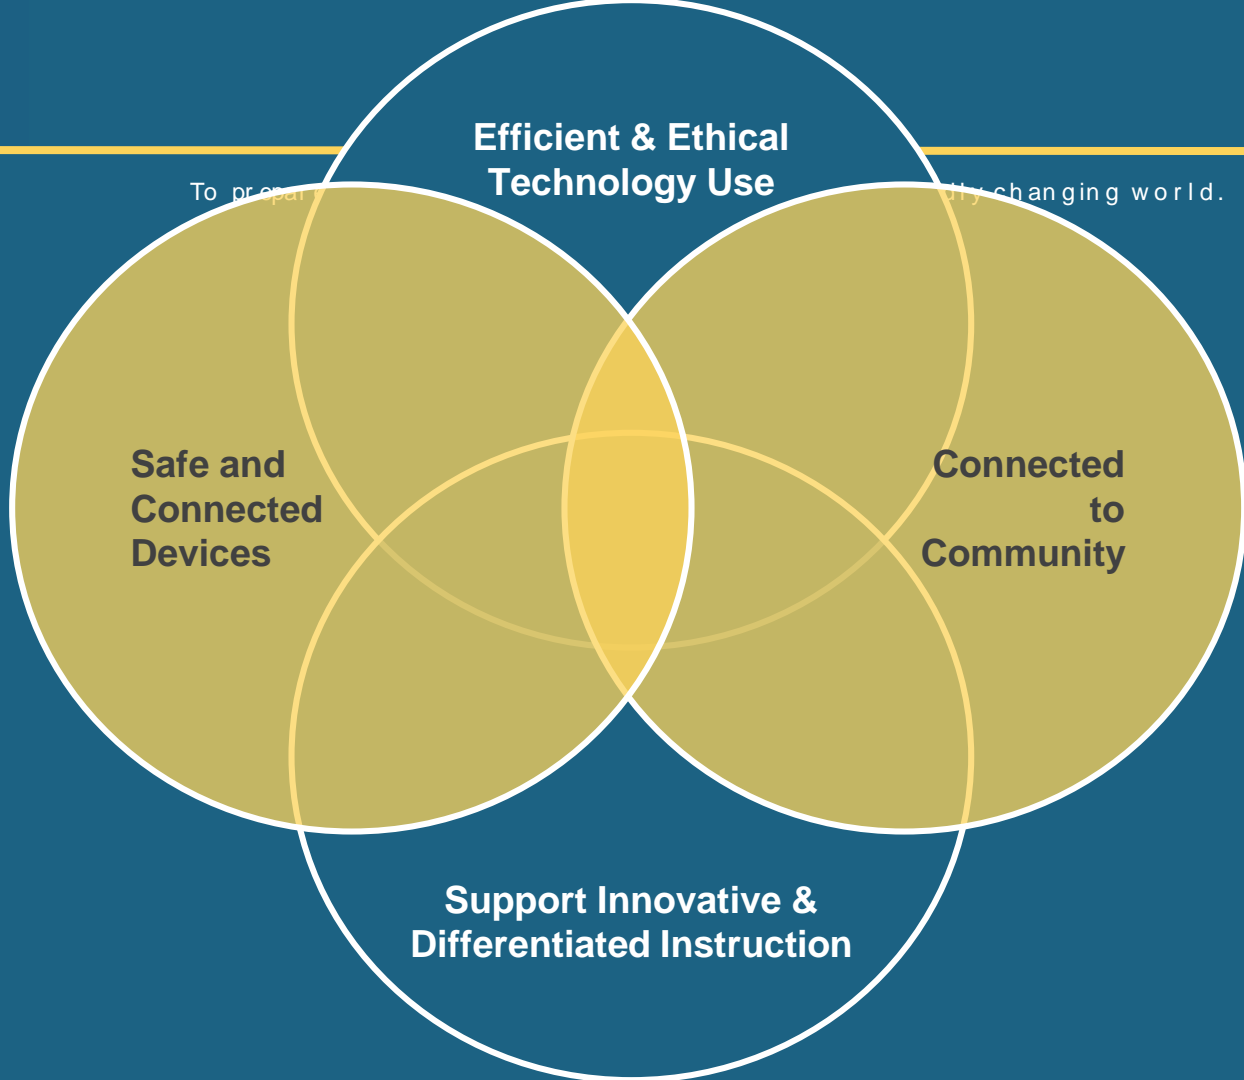 Efficient & Ethical
Technology Use
To changing world.
Safe and
Connected
Devices
Connected
to
Community
Support Innovative &
Differentiated Instruction